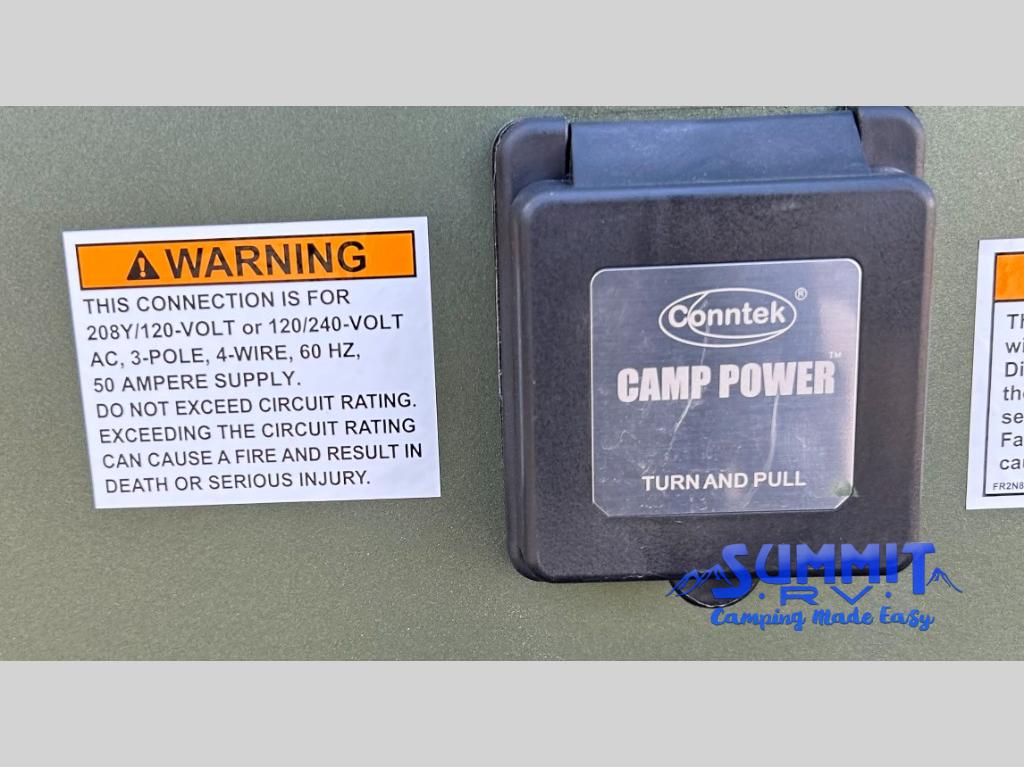 WARNING
THIS CONNECTION IS FOR
208Y/120-VOLT or 120/240-VOLT
AC, 3-POLE, 4-WIRE, 60 HZ,
50 AMPERE SUPPLY.
DO NOT EXCEED CIRCUIT RATING.
EXCEEDING THE CIRCUIT RATING
CAN CAUSE A FIRE AND RESULT IN
DEATH OR SERIOUS INJURY.
Conntek®
CAMP POWER™
TURN AND PULL
FR2N8
SUMMIT
RV
Camping Made Easy